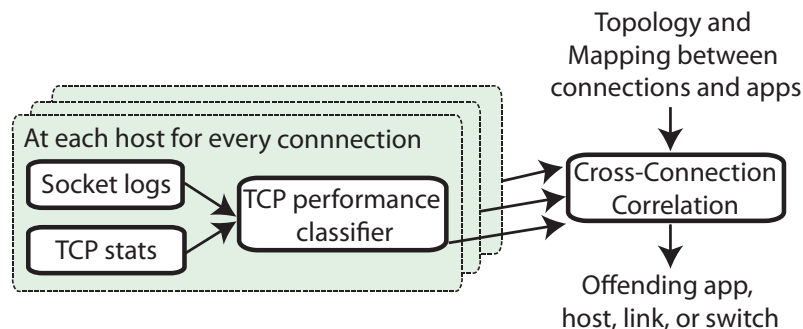 Topology and
Mapping between
connections and apps
At each host for every connnection
Socket logs
TCP stats
TCP performance
classifier
Cross-Connection
Correlation
Offending app,
host, link, or switch